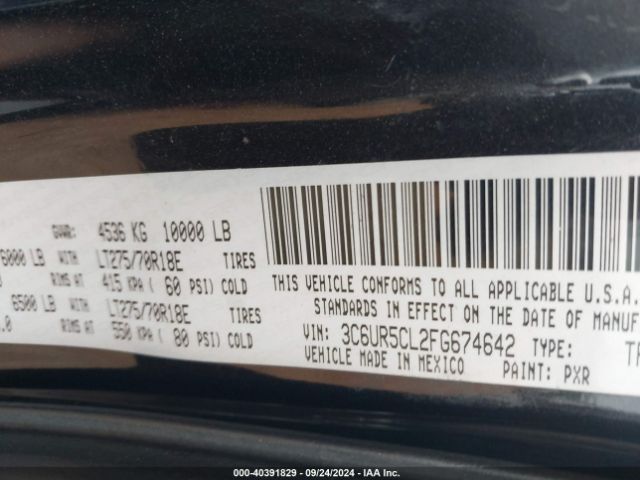 GVWR: 4536 KG 10000 LB
6000 LB WITH LT275/70R18E TIRES
RIMS AT 415 KPA ( 60 PSI) COLD
6500 LB WITH LT275/70R18E TIRES
.0 RIMS AT 550 KPA ( 80 PSI) COLD
THIS VEHICLE CONFORMS TO ALL APPLICABLE U.S.A.
STANDARDS IN EFFECT ON THE DATE OF MANUF
VIN: 3C6UR5CL2FG674642 TYPE:
VEHICLE MADE IN MEXICO PAINT: PXR
000-40391829 - 09/24/2024 - IAA Inc.